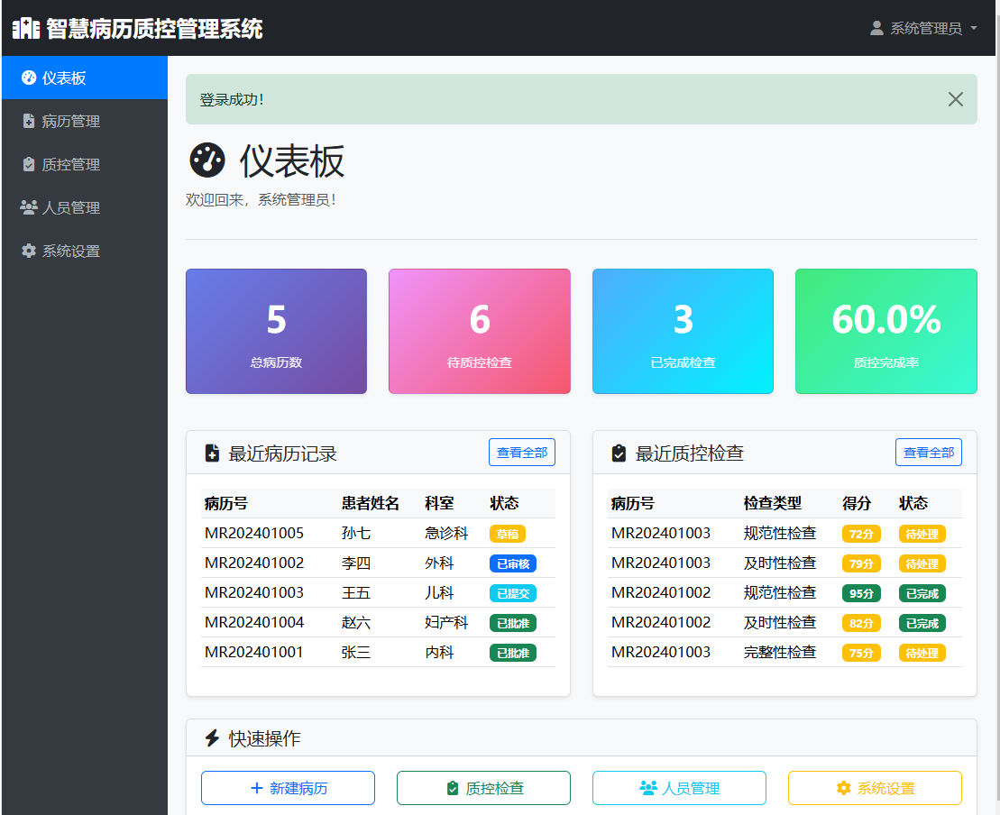 智慧病历质控管理系统
系统管理员
仪表板
病历管理
质控管理
人员管理
系统设置
登录成功！
仪表板
欢迎回来，系统管理员！
5
总病历数
6
待质控检查
3
已完成检查
60.0%
质控完成率
最近病历记录 查看全部
病历号 患者姓名 科室 状态
MR202401005 孙七 急诊科 草稿
MR202401002 李四 外科 已审核
MR202401003 王五 儿科 已提交
MR202401004 赵六 妇产科 已批准
MR202401001 张三 内科 已批准
最近质控检查 查看全部
病历号 检查类型 得分 状态
MR202401003 规范性检查 72分 待处理
MR202401003 及时性检查 79分 待处理
MR202401002 规范性检查 95分 已完成
MR202401002 及时性检查 82分 已完成
MR202401003 完整性检查 75分 待处理
快速操作
新建病历 质控检查 人员管理 系统设置